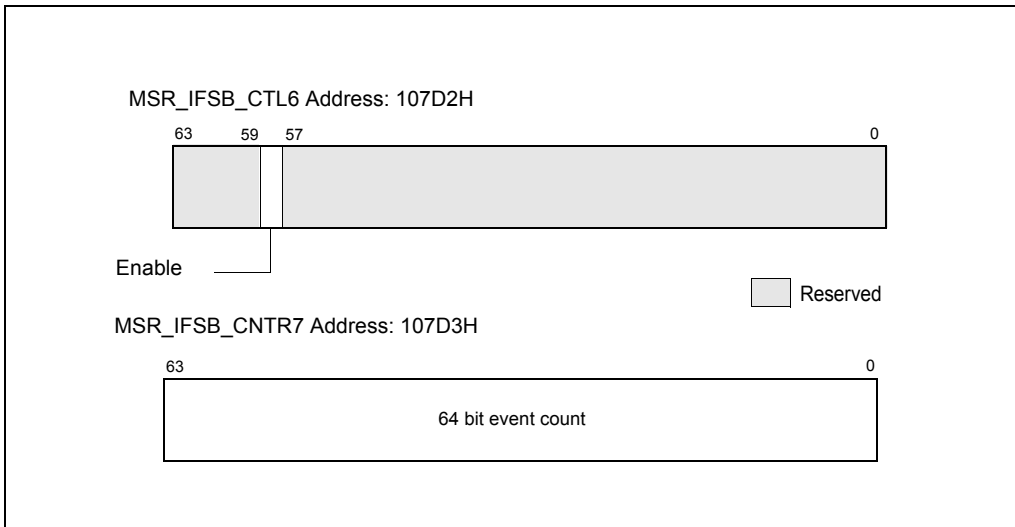 MSR_IFSB_CTL6 Address: 107D2H
63 59 57 0
Enable
Reserved
MSR_IFSB_CNTR7 Address: 107D3H
63 0
64 bit event count